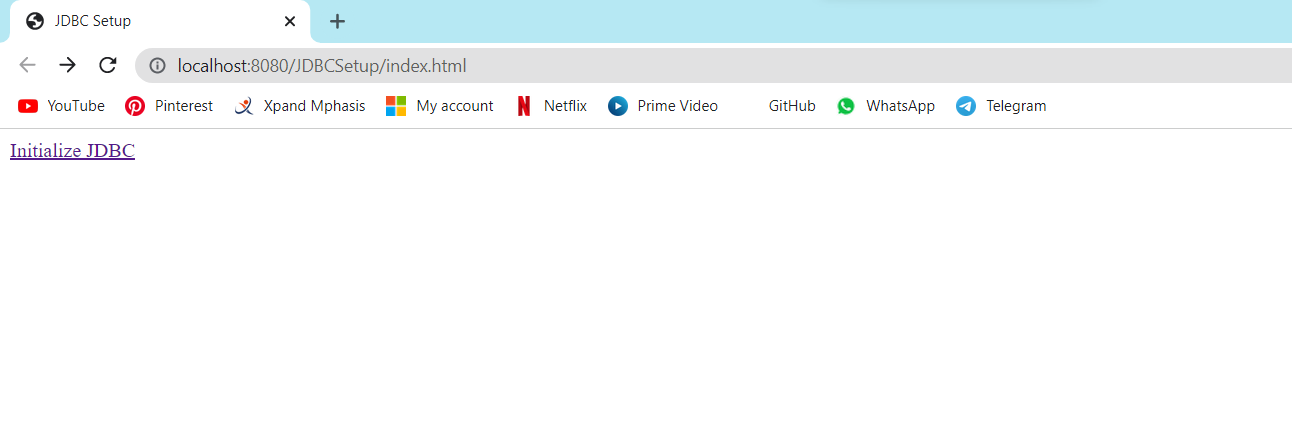 JDBC Setup
localhost:8080/JDBCSetup/index.html
YouTube Pinterest Xpand Mphasis My account Netflix Prime Video GitHub WhatsApp Telegram
Initialize JDBC